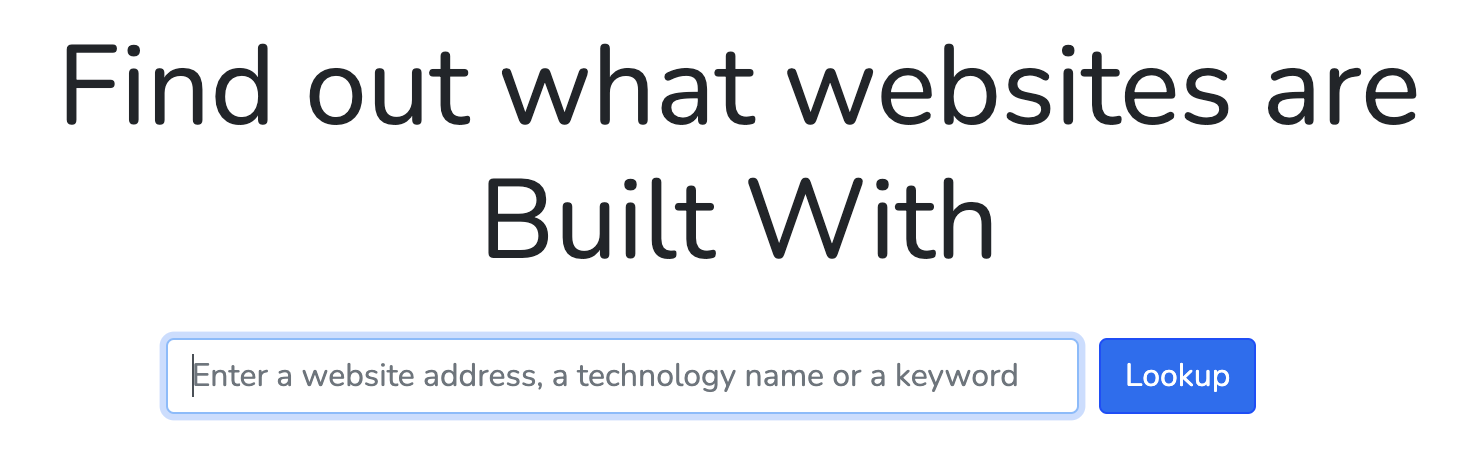 Find out what websites are
Built With
Enter a website address, a technology name or a keyword
Lookup